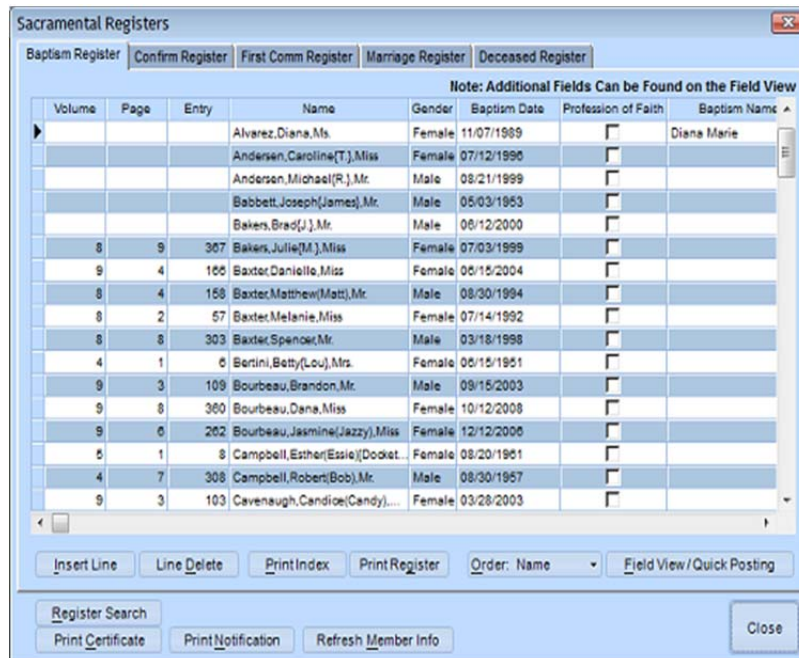 Sacramental Registers
Baptism Register Confirm Register First Comm Register Marriage Register Deceased Register
Note: Additional Fields Can be Found on the Field View
Volume Page Entry Name Gender Baptism Date Profession of Faith Baptism Name
Alvarez,Diana,Ms. Female 11/07/1989 Diana Marie
Andersen,Caroline{T.},Miss Female 07/12/1996
Andersen,Michael{R.},Mr. Male 08/21/1999
Babbett,Joseph{James},Mr. Male 05/03/1953
Bakers,Brad{J.},Mr. Male 06/12/2000
8 9 367 Bakers,Julie{M.},Miss Female 07/03/1999
9 4 166 Baxter,Danielle,Miss Female 06/15/2004
8 4 158 Baxter,Matthew(Matt),Mr. Male 08/30/1994
8 2 57 Baxter,Melanie,Miss Female 07/14/1992
8 8 303 Baxter,Spencer,Mr. Male 03/18/1998
4 1 6 Bertini,Betty{Lou},Mrs. Female 06/15/1951
9 3 109 Bourbeau,Brandon,Mr. Male 09/15/2003
9 8 360 Bourbeau,Dana,Miss Female 10/12/2008
9 6 262 Bourbeau,Jasmine(Jazzy),Miss Female 12/12/2006
5 1 8 Campbell,Esther(Essie)[Docket... Female 08/20/1961
4 7 308 Campbell,Robert(Bob),Mr. Male 08/30/1957
9 3 103 Cavenaugh,Candice(Candy),... Female 03/28/2003
Insert Line Line Delete Print Index Print Register Order: Name Field View / Quick Posting
Register Search
Print Certificate Print Notification Refresh Member Info Close